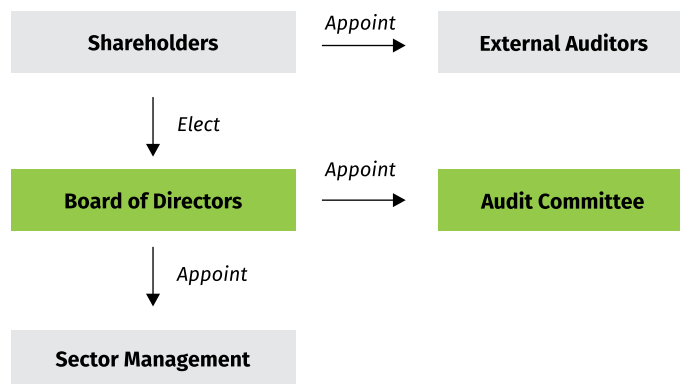 Shareholders
Appoint
External Auditors
Elect
Board of Directors
Appoint
Audit Committee
Appoint
Sector Management